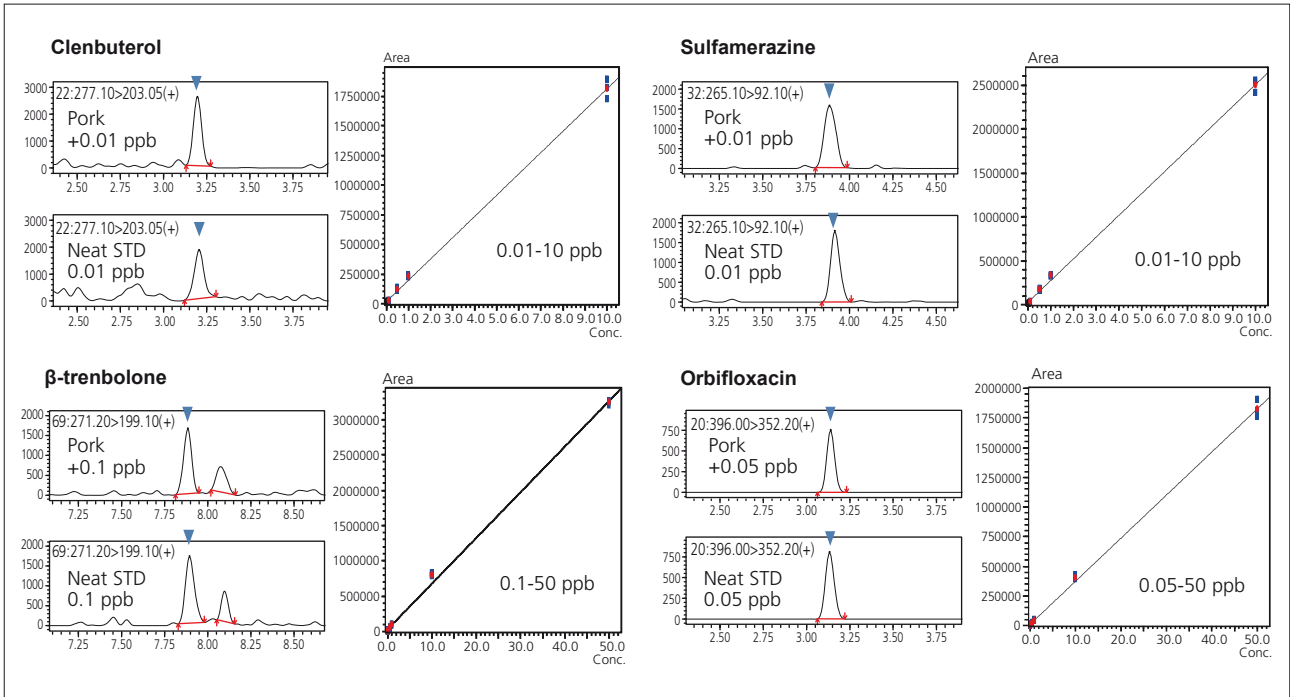 Clenbuterol
22:277.10>203.05(+)
Pork
+0.01 ppb
3000
2000
1000
0
2.50 2.75 3.00 3.25 3.50 3.75
22:277.10>203.05(+)
Neat STD
0.01 ppb
3000
2000
1000
0
2.50 2.75 3.00 3.25 3.50 3.75
Area
1750000
1500000
1250000
1000000
750000
500000
250000
0
0.01-10 ppb
0.0 1.0 2.0 3.0 4.0 5.0 6.0 7.0 8.0 9.0 10.0
Conc.
Sulfamerazine
32:265.10>92.10(+)
Pork
+0.01 ppb
2000
1500
1000
500
0
3.25 3.50 3.75 4.00 4.25 4.50
32:265.10>92.10(+)
Neat STD
0.01 ppb
2000
1500
1000
500
0
3.25 3.50 3.75 4.00 4.25 4.50
Area
2500000
2000000
1500000
1000000
500000
0
0.01-10 ppb
0.0 1.0 2.0 3.0 4.0 5.0 6.0 7.0 8.0 9.0 10.0
Conc.
β-trenbolone
69:271.20>199.10(+)
Pork
+0.1 ppb
2000
1500
1000
500
0
7.25 7.50 7.75 8.00 8.25 8.50
69:271.20>199.10(+)
Neat STD
0.1 ppb
2000
1500
1000
500
0
7.25 7.50 7.75 8.00 8.25 8.50
Area
3000000
2500000
2000000
1500000
1000000
500000
0
0.1-50 ppb
0.0 10.0 20.0 30.0 40.0 50.0
Conc.
Orbifloxacin
20:396.00>352.20(+)
Pork
+0.05 ppb
750
500
250
0
2.50 2.75 3.00 3.25 3.50 3.75
20:396.00>352.20(+)
Neat STD
0.05 ppb
750
500
250
0
2.50 2.75 3.00 3.25 3.50 3.75
Area
2000000
1750000
1500000
1250000
1000000
750000
500000
250000
0
0.05-50 ppb
0.0 10.0 20.0 30.0 40.0 50.0
Conc.